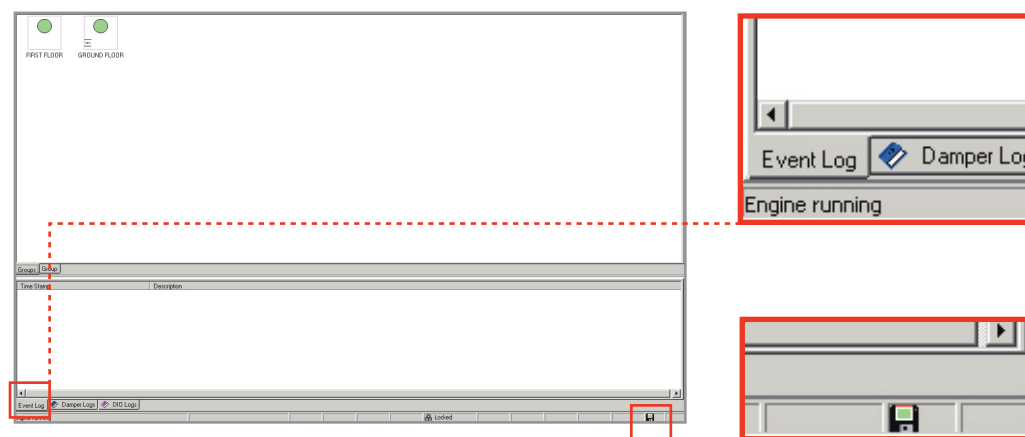 FIRST FLOOR
GROUND FLOOR
Groups
Group
Time Stamp
Description
Event Log
Damper Logs
DIO Logs
Locked
Event Log
Damper Log
Engine running